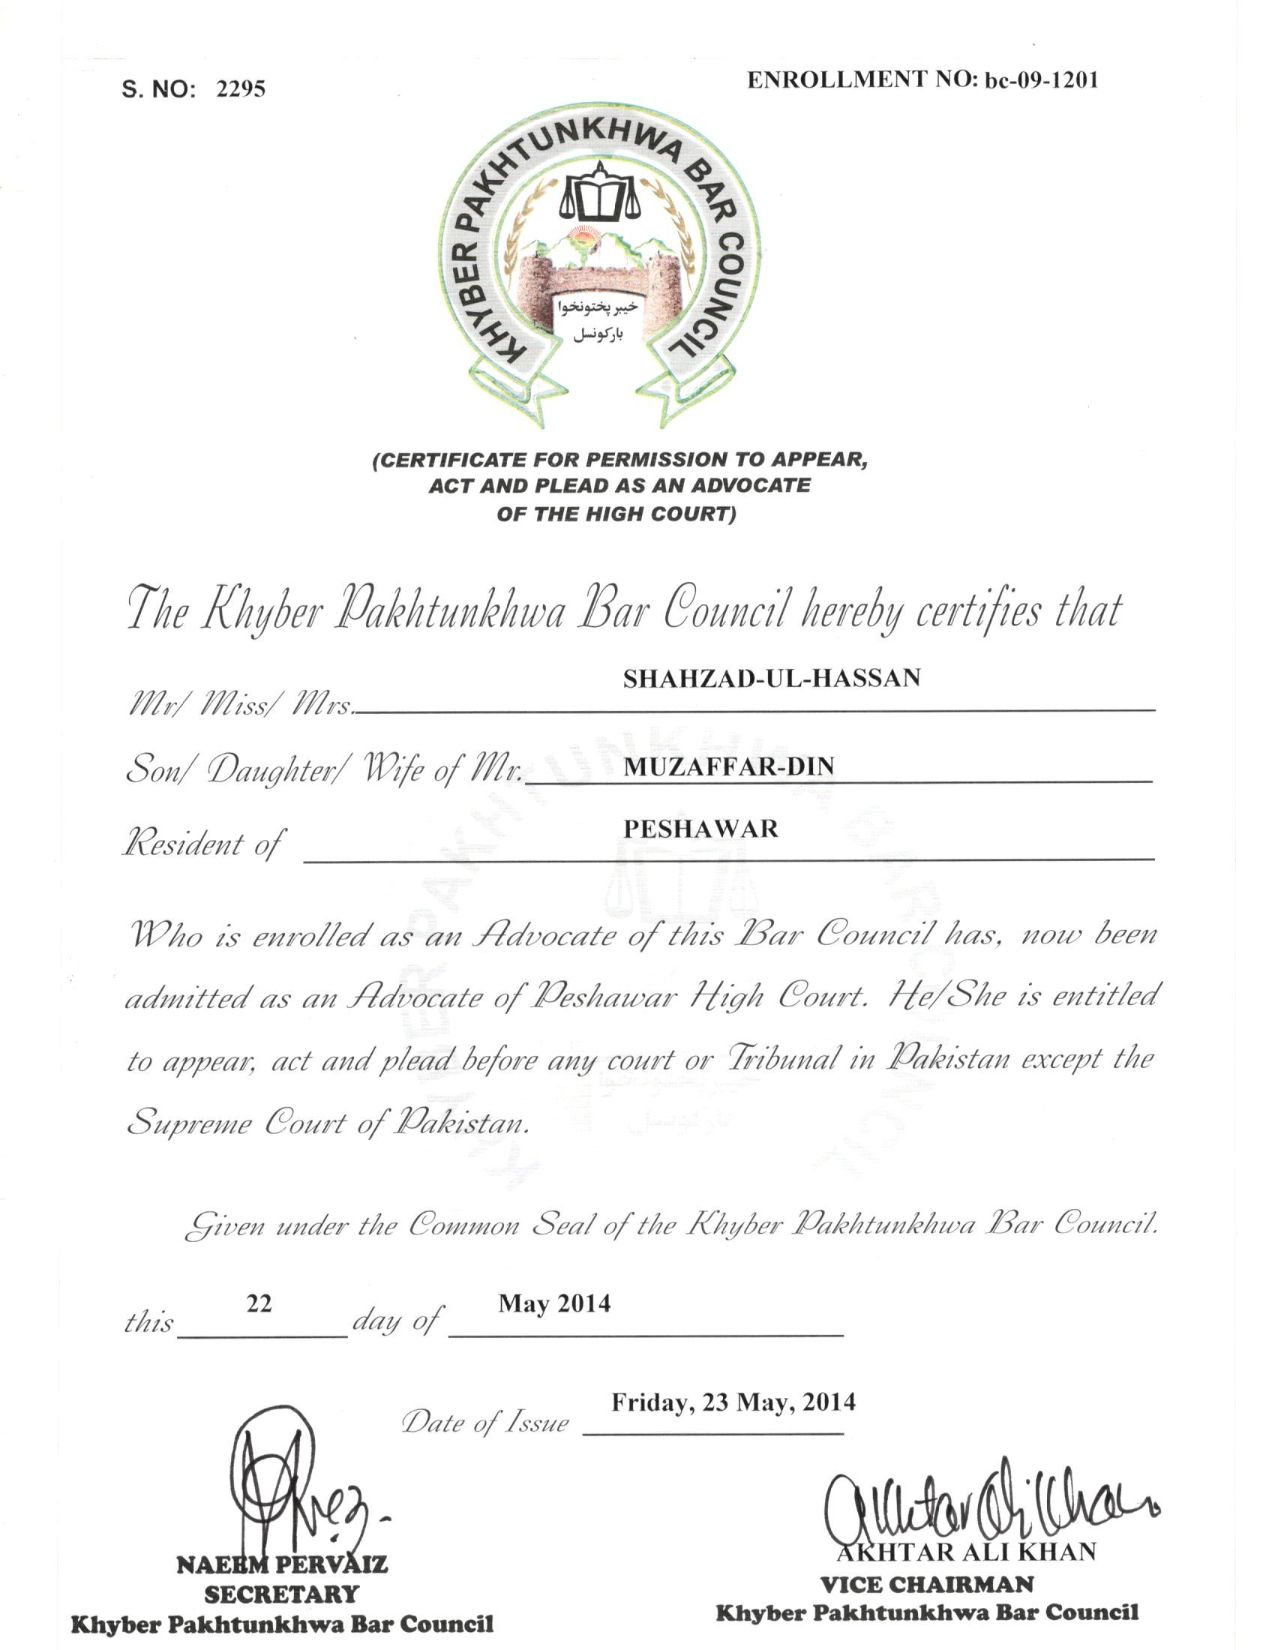 S. NO: 2295
ENROLLMENT NO: bc-09-1201
KHYBER PAKHTUNKHWA BAR COUNCIL
خیبر پختونخوا
بار کونسل
(CERTIFICATE FOR PERMISSION TO APPEAR,
ACT AND PLEAD AS AN ADVOCATE
OF THE HIGH COURT)
The Khyber Pakhtunkhwa Bar Council hereby certifies that
Mr/ Miss/ Mrs. SHAHZAD-UL-HASSAN
Son/ Daughter/ Wife of Mr. MUZAFFAR-DIN
Resident of PESHAWAR
Who is enrolled as an Advocate of this Bar Council has, now been
admitted as an Advocate of Peshawar High Court. He/She is entitled
to appear, act and plead before any court or Tribunal in Pakistan except the
Supreme Court of Pakistan.
Given under the Common Seal of the Khyber Pakhtunkhwa Bar Council.
this 22 day of May 2014
Date of Issue Friday, 23 May, 2014
Akhtar Ali Khan
NAEEM PERVAIZ
SECRETARY
Khyber Pakhtunkhwa Bar Council
AKHTAR ALI KHAN
VICE CHAIRMAN
Khyber Pakhtunkhwa Bar Council